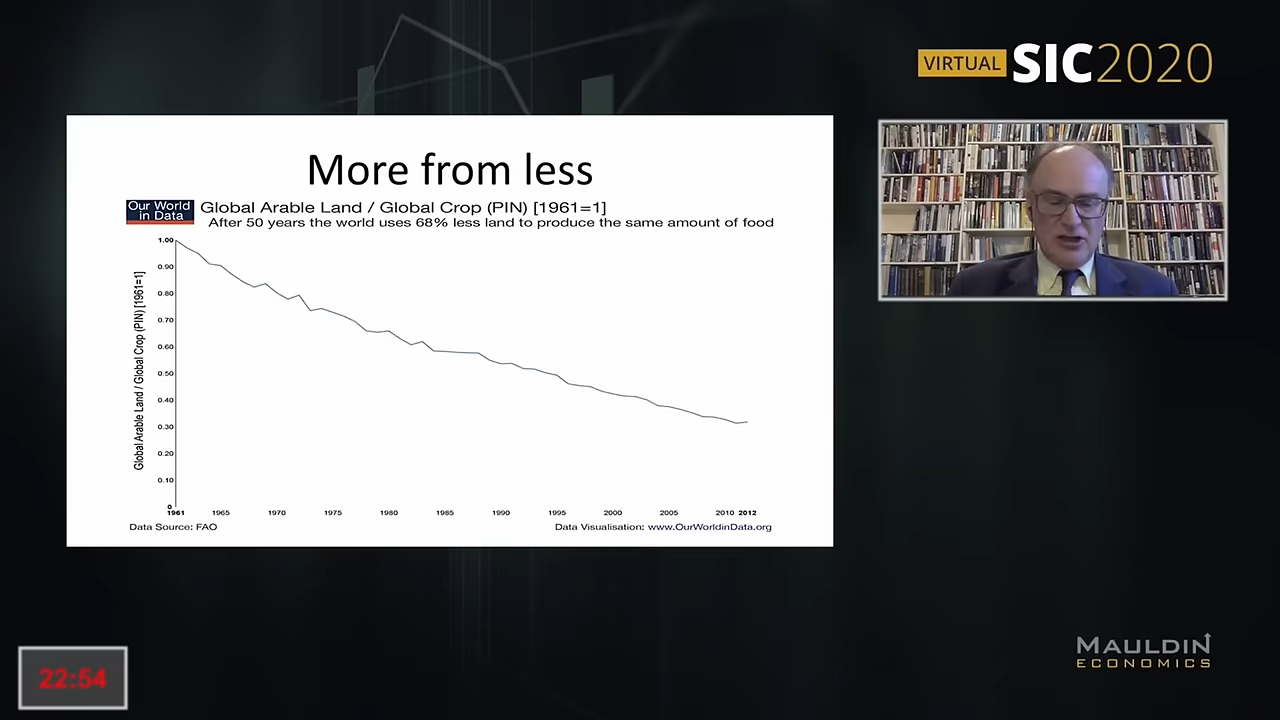 VIRTUAL SIC2020
More from less
Our World
in Data
Global Arable Land / Global Crop (PIN) [1961=1]
After 50 years the world uses 68% less land to produce the same amount of food
Global Arable Land / Global Crop (PIN) [1961=1]
1.00
0.90
0.80
0.70
0.60
0.50
0.40
0.30
0.20
0.10
0
1961 1965 1970 1975 1980 1985 1990 1995 2000 2005 2010 2012
Data Source: FAO
Data Visualisation: www.OurWorldinData.org
MAULDIN
ECONOMICS
22:54